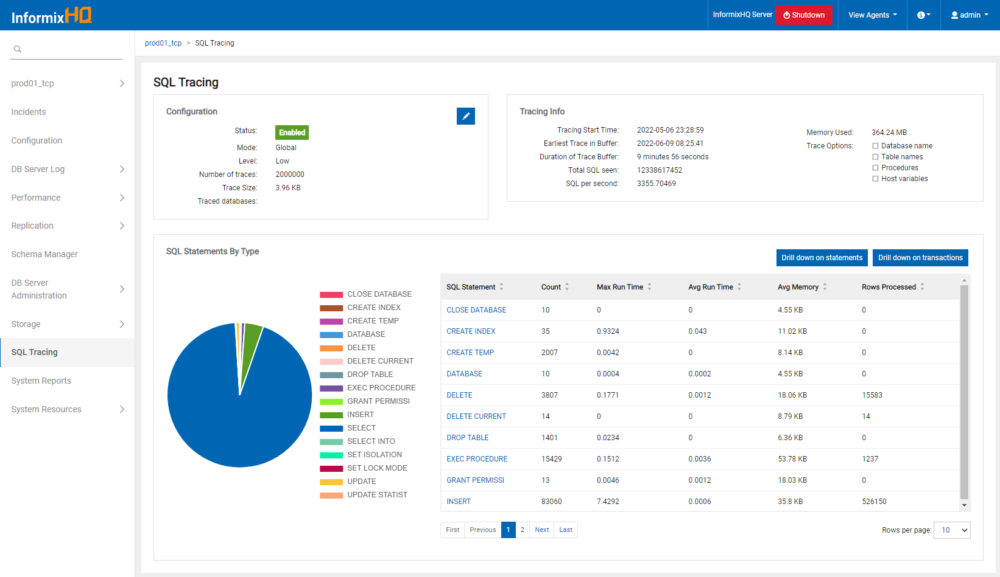 InformixHQ
InformixHQ Server
Shutdown
View Agents
admin
prod01_tcp > SQL Tracing
prod01_tcp
Incidents
Configuration
DB Server Log
Performance
Replication
Schema Manager
DB Server
Administration
Storage
SQL Tracing
System Reports
System Resources
SQL Tracing
Configuration
Status: Enabled
Mode: Global
Level: Low
Number of traces: 2000000
Trace Size: 3.96 KB
Traced databases:
Tracing Info
Tracing Start Time: 2022-05-06 23:28:59
Earliest Trace in Buffer: 2022-06-09 08:25:41
Duration of Trace Buffer: 9 minutes 56 seconds
Total SQL seen: 12338617452
SQL per second: 3355.70469
Memory Used: 364.24 MB
Trace Options: Database name
Table names
Procedures
Host variables
SQL Statements By Type
Drill down on statements
Drill down on transactions
CLOSE DATABASE
CREATE INDEX
CREATE TEMP
DATABASE
DELETE
DELETE CURRENT
DROP TABLE
EXEC PROCEDURE
GRANT PERMISSI
INSERT
SELECT
SELECT INTO
SET ISOLATION
SET LOCK MODE
UPDATE
UPDATE STATIST
SQL Statement Count Max Run Time Avg Run Time Avg Memory Rows Processed
CLOSE DATABASE 10 0 0 4.55 KB 0
CREATE INDEX 35 0.9324 0.043 11.02 KB 0
CREATE TEMP 2007 0.0042 0 8.14 KB 0
DATABASE 10 0.0004 0.0002 4.55 KB 0
DELETE 3807 0.1771 0.0012 18.06 KB 15583
DELETE CURRENT 14 0 0 8.79 KB 14
DROP TABLE 1401 0.0234 0 6.36 KB 0
EXEC PROCEDURE 15429 0.1512 0.0036 53.78 KB 1237
GRANT PERMISSI 13 0.0046 0.0012 18.03 KB 0
INSERT 83060 7.4292 0.0006 35.8 KB 526150
First Previous 1 2 Next Last
Rows per page: 10